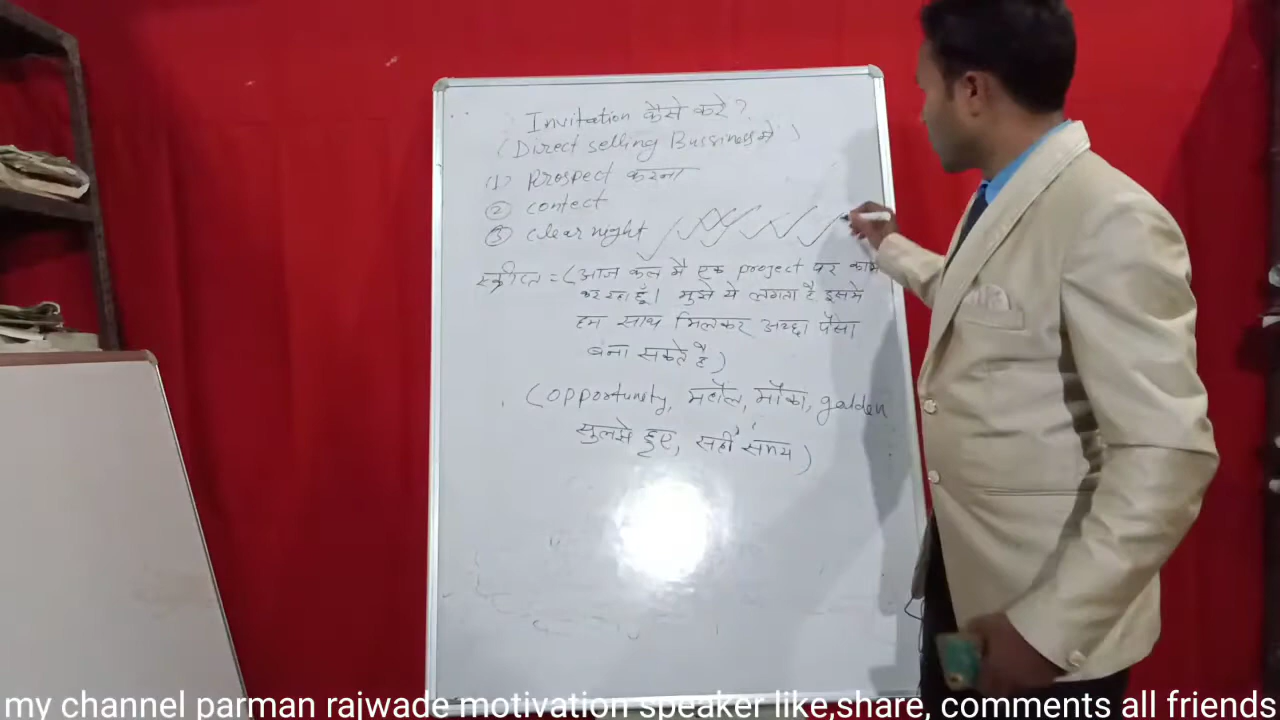 Invitation कैसे करे?
(Direct selling Bussiness मे)
(1) Prospect करना
(2) contect
(3) clear night
स्क्रीप्ट = (आज कल मै एक project पर काम
कर रहा हूँ। मुझे ये लगता है इसमे
हम साथ मिलकर अच्छा पैसा
बना सकते है)
(opportunity, महौल, मौका, golden
सुलझे हुए, सही समय)
my channel parman rajwade motivation speaker like,share, comments all friends